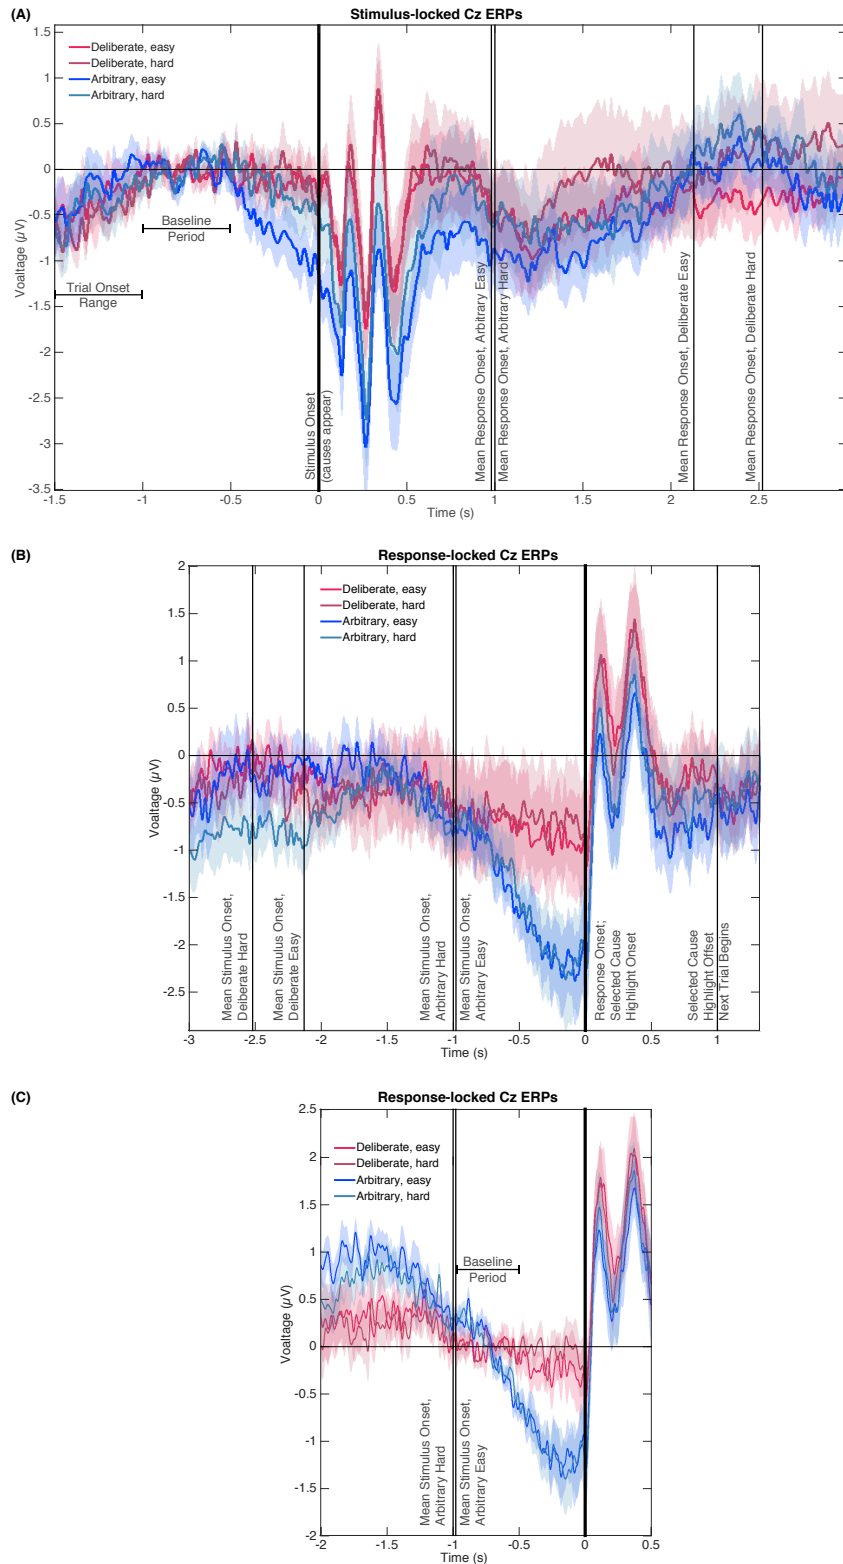 (A)
Stimulus-locked Cz ERPs
Deliberate, easy
Deliberate, hard
Arbitrary, easy
Arbitrary, hard
1.5
1
0.5
0
-0.5
-1
-1.5
-2
-2.5
-3
-3.5
Voaltage (µV)
Baseline
Period
Trial Onset
Range
Stimulus Onset
(causes appear)
Mean Response Onset, Arbitrary Easy
Mean Response Onset, Arbitrary Hard
Mean Response Onset, Deliberate Easy
Mean Response Onset, Deliberate Hard
-1.5 -1 -0.5 0 0.5 1 1.5 2 2.5
Time (s)
(B)
Response-locked Cz ERPs
Deliberate, easy
Deliberate, hard
Arbitrary, easy
Arbitrary, hard
2
1.5
1
0.5
0
-0.5
-1
-1.5
-2
-2.5
Voaltage (µV)
Mean Stimulus Onset,
Deliberate Hard
Mean Stimulus Onset,
Deliberate Easy
Mean Stimulus Onset,
Arbitrary Hard
Mean Stimulus Onset,
Arbitrary Easy
Response Onset;
Selected Cause
Highlight Onset
Selected Cause
Highlight Offset
Next Trial Begins
-3 -2.5 -2 -1.5 -1 -0.5 0 0.5 1
Time (s)
(C)
Response-locked Cz ERPs
Deliberate, easy
Deliberate, hard
Arbitrary, easy
Arbitrary, hard
2.5
2
1.5
1
0.5
0
-0.5
-1
-1.5
-2
Voaltage (µV)
Baseline
Period
Mean Stimulus Onset,
Arbitrary Hard
Mean Stimulus Onset,
Arbitrary Easy
-2 -1.5 -1 -0.5 0 0.5
Time (s)